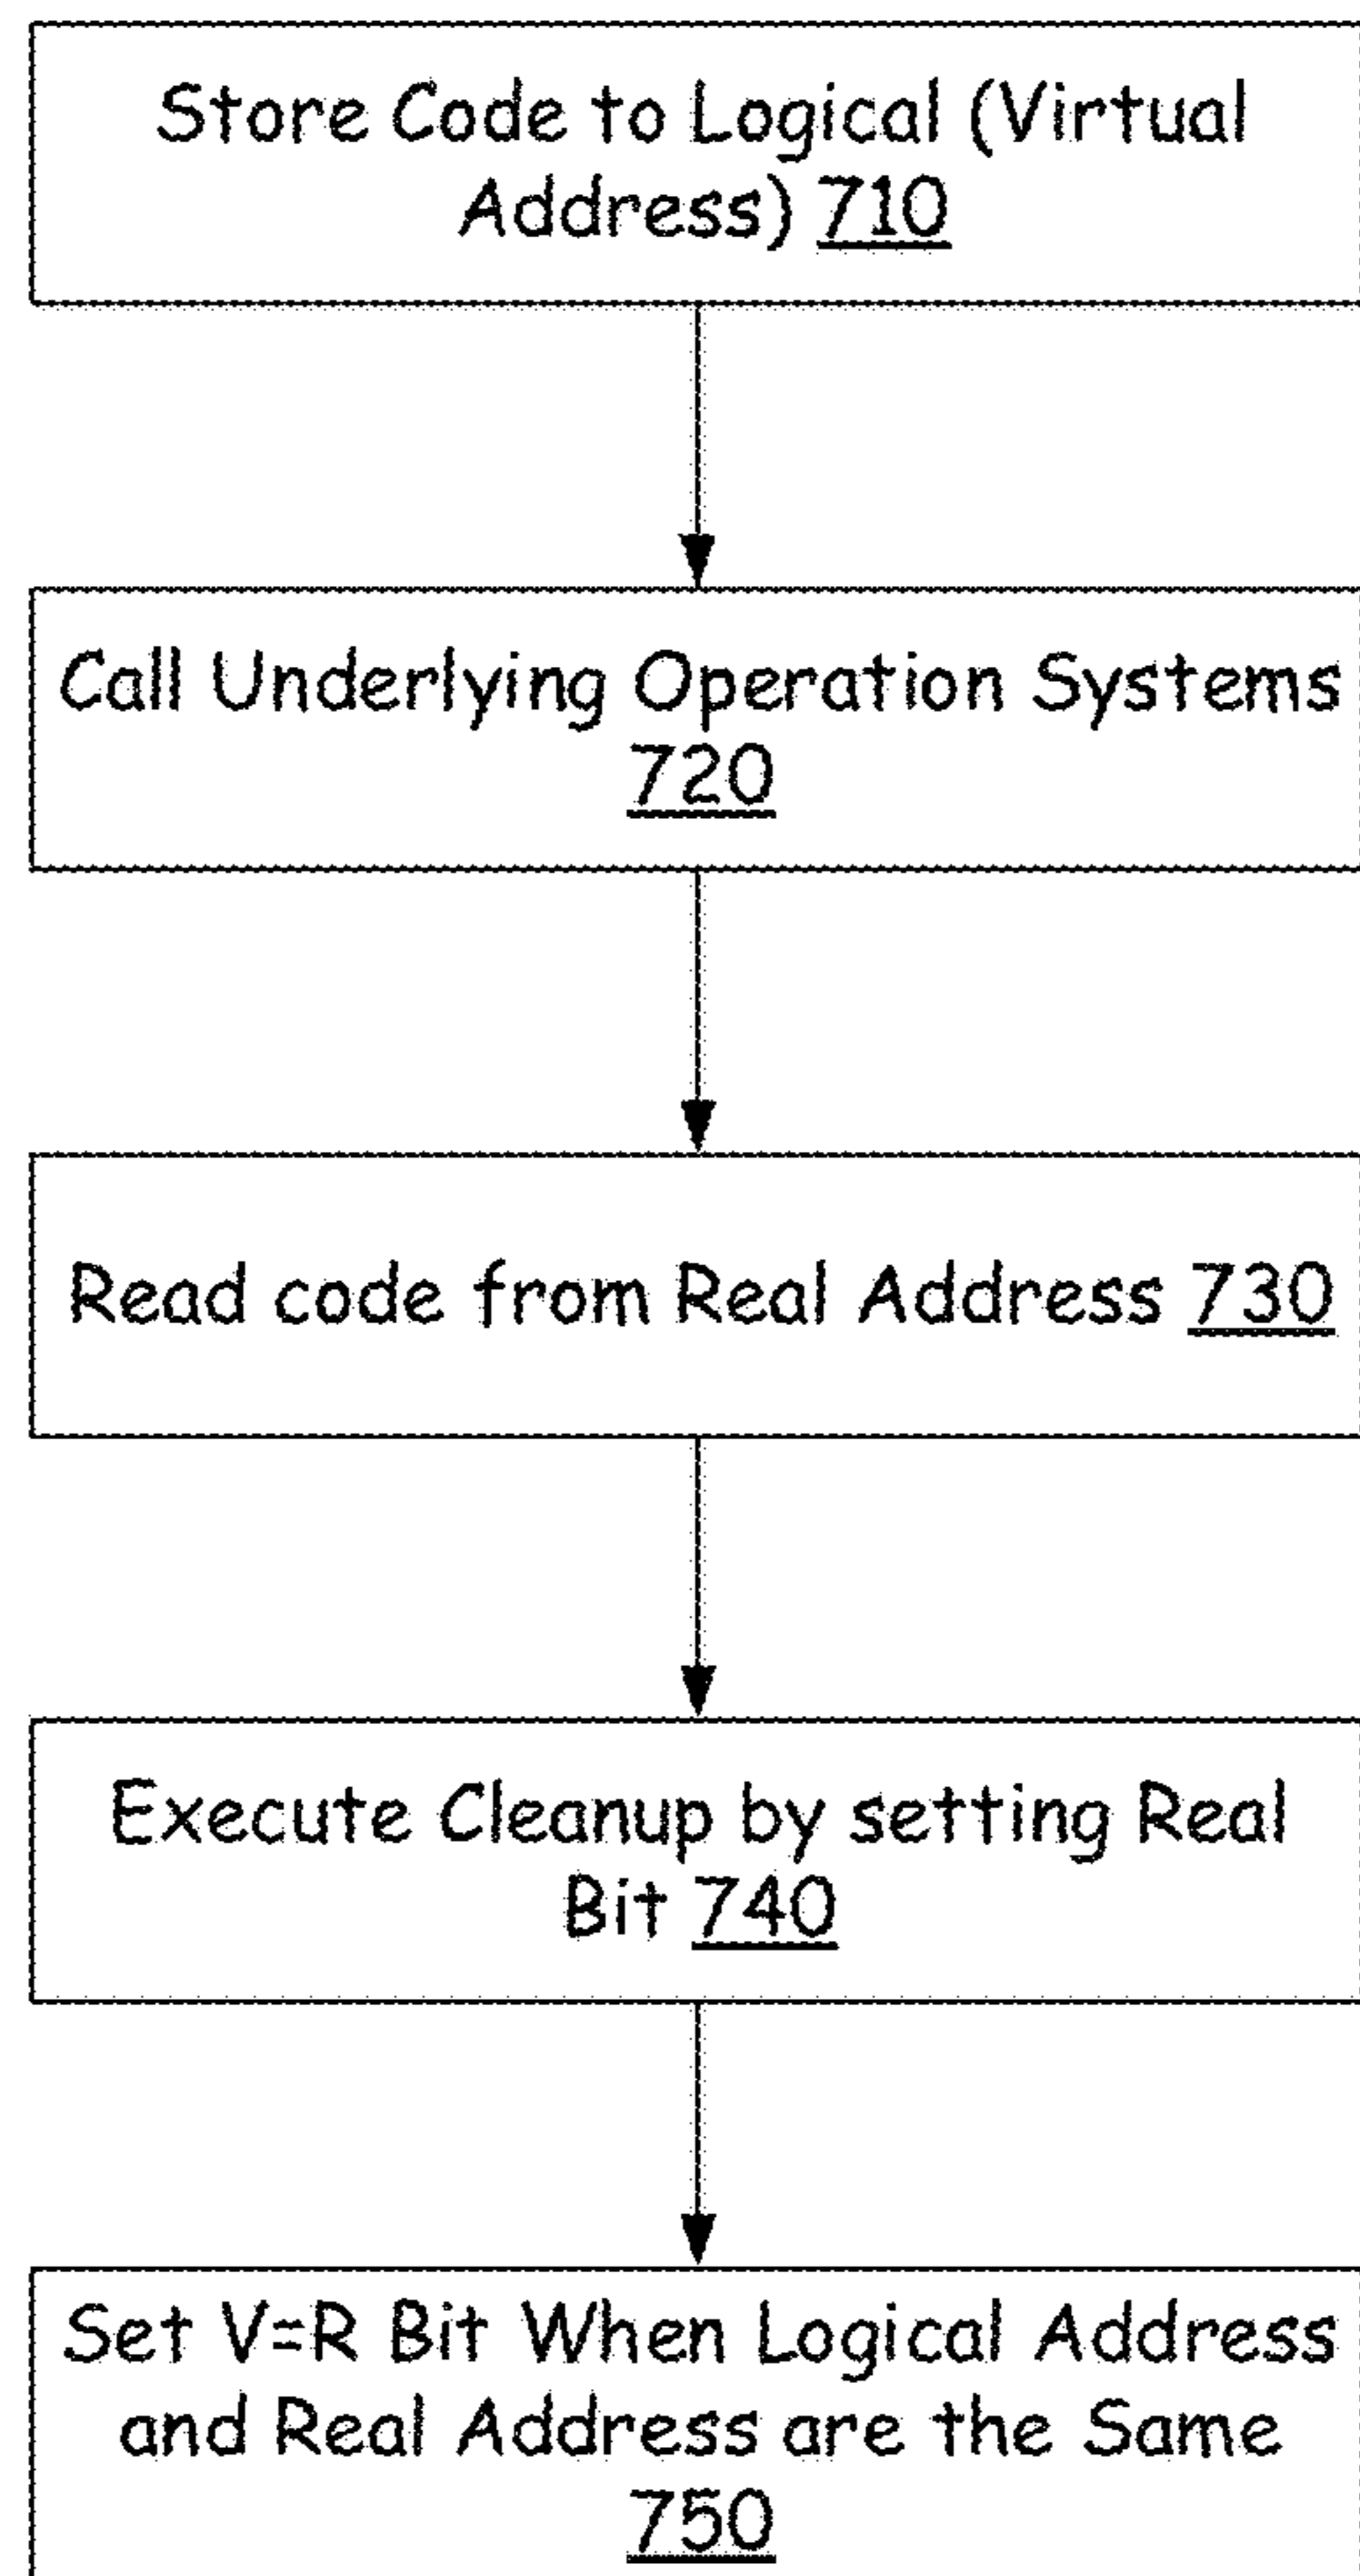 Store Code to Logical (Virtual
Address) 710
Call Underlying Operation Systems
720
Read code from Real Address 730
Execute Cleanup by setting Real
Bit 740
Set V=R Bit When Logical Address
and Real Address are the Same
750